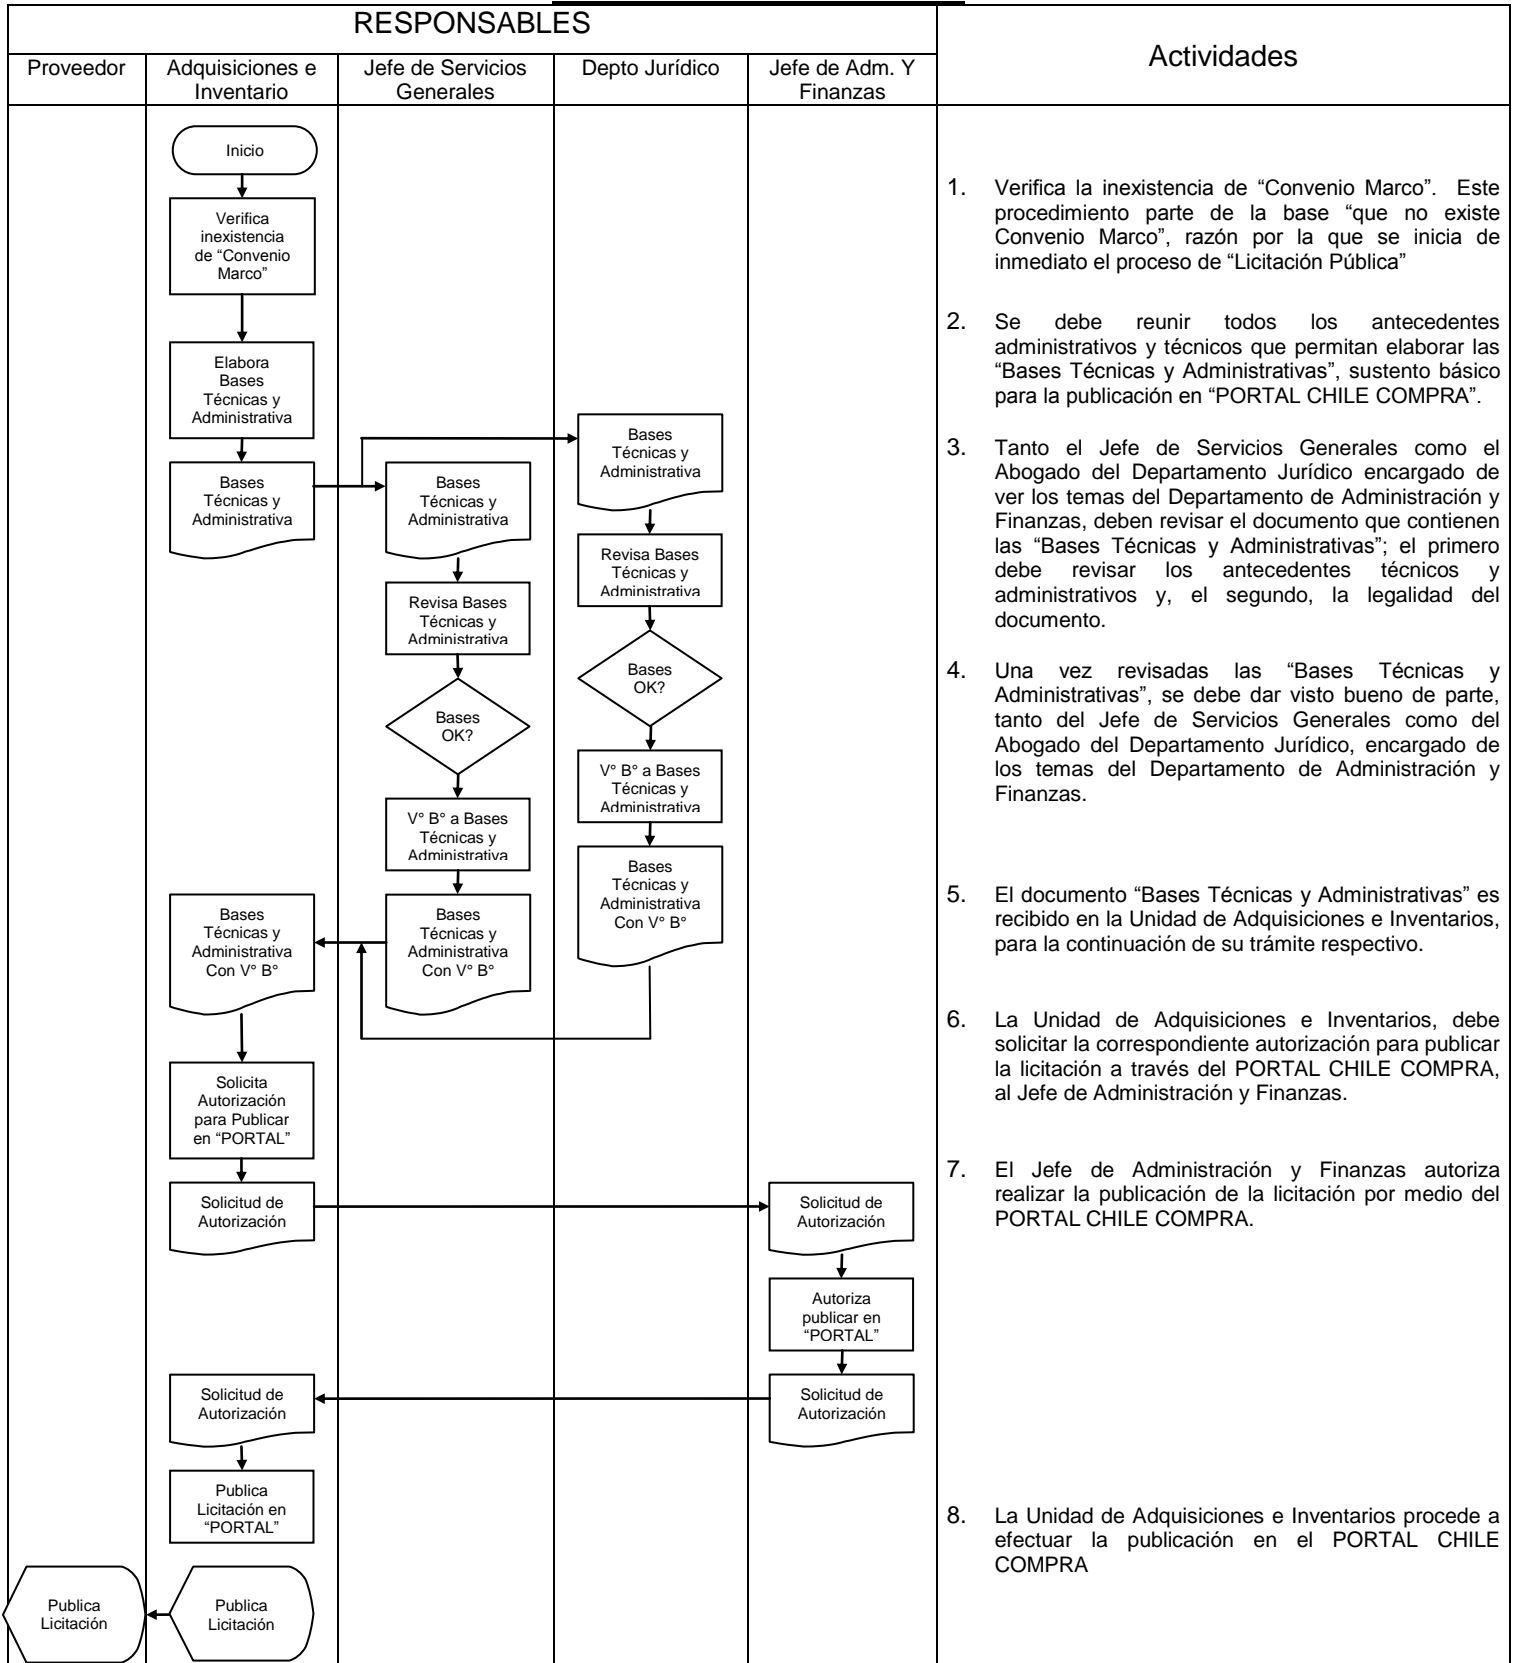 RESPONSABLES
Actividades
Proveedor
Adquisiciones e
Inventario
Jefe de Servicios
Generales
Depto Jurídico
Jefe de Adm. Y
Finanzas
Inicio
Verifica
inexistencia
de “Convenio
Marco”
Elabora
Bases
Técnicas y
Administrativa
Bases
Técnicas y
Administrativa
Bases
Técnicas y
Administrativa
Bases
Técnicas y
Administrativa
Revisa Bases
Técnicas y
Administrativa
Revisa Bases
Técnicas y
Administrativa
Bases
OK?
Bases
OK?
V° B° a Bases
Técnicas y
Administrativa
V° B° a Bases
Técnicas y
Administrativa
Bases
Técnicas y
Administrativa
Con V° B°
Bases
Técnicas y
Administrativa
Con V° B°
Bases
Técnicas y
Administrativa
Con V° B°
Solicita
Autorización
para Publicar
en “PORTAL”
Solicitud de
Autorización
Solicitud de
Autorización
Autoriza
publicar en
“PORTAL”
Solicitud de
Autorización
Solicitud de
Autorización
Publica
Licitación en
“PORTAL”
Publica
Licitación
Publica
Licitación
1. Verifica la inexistencia de “Convenio Marco”. Este
procedimiento parte de la base “que no existe
Convenio Marco”, razón por la que se inicia de
inmediato el proceso de “Licitación Pública”
2. Se debe reunir todos los antecedentes
administrativos y técnicos que permitan elaborar las
“Bases Técnicas y Administrativas”, sustento básico
para la publicación en “PORTAL CHILE COMPRA”.
3. Tanto el Jefe de Servicios Generales como el
Abogado del Departamento Jurídico encargado de
ver los temas del Departamento de Administración y
Finanzas, deben revisar el documento que contienen
las “Bases Técnicas y Administrativas”; el primero
debe revisar los antecedentes técnicos y
administrativos y, el segundo, la legalidad del
documento.
4. Una vez revisadas las “Bases Técnicas y
Administrativas”, se debe dar visto bueno de parte,
tanto del Jefe de Servicios Generales como del
Abogado del Departamento Jurídico, encargado de
los temas del Departamento de Administración y
Finanzas.
5. El documento “Bases Técnicas y Administrativas” es
recibido en la Unidad de Adquisiciones e Inventarios,
para la continuación de su trámite respectivo.
6. La Unidad de Adquisiciones e Inventarios, debe
solicitar la correspondiente autorización para publicar
la licitación a través del PORTAL CHILE COMPRA,
al Jefe de Administración y Finanzas.
7. El Jefe de Administración y Finanzas autoriza
realizar la publicación de la licitación por medio del
PORTAL CHILE COMPRA.
8. La Unidad de Adquisiciones e Inventarios procede a
efectuar la publicación en el PORTAL CHILE
COMPRA